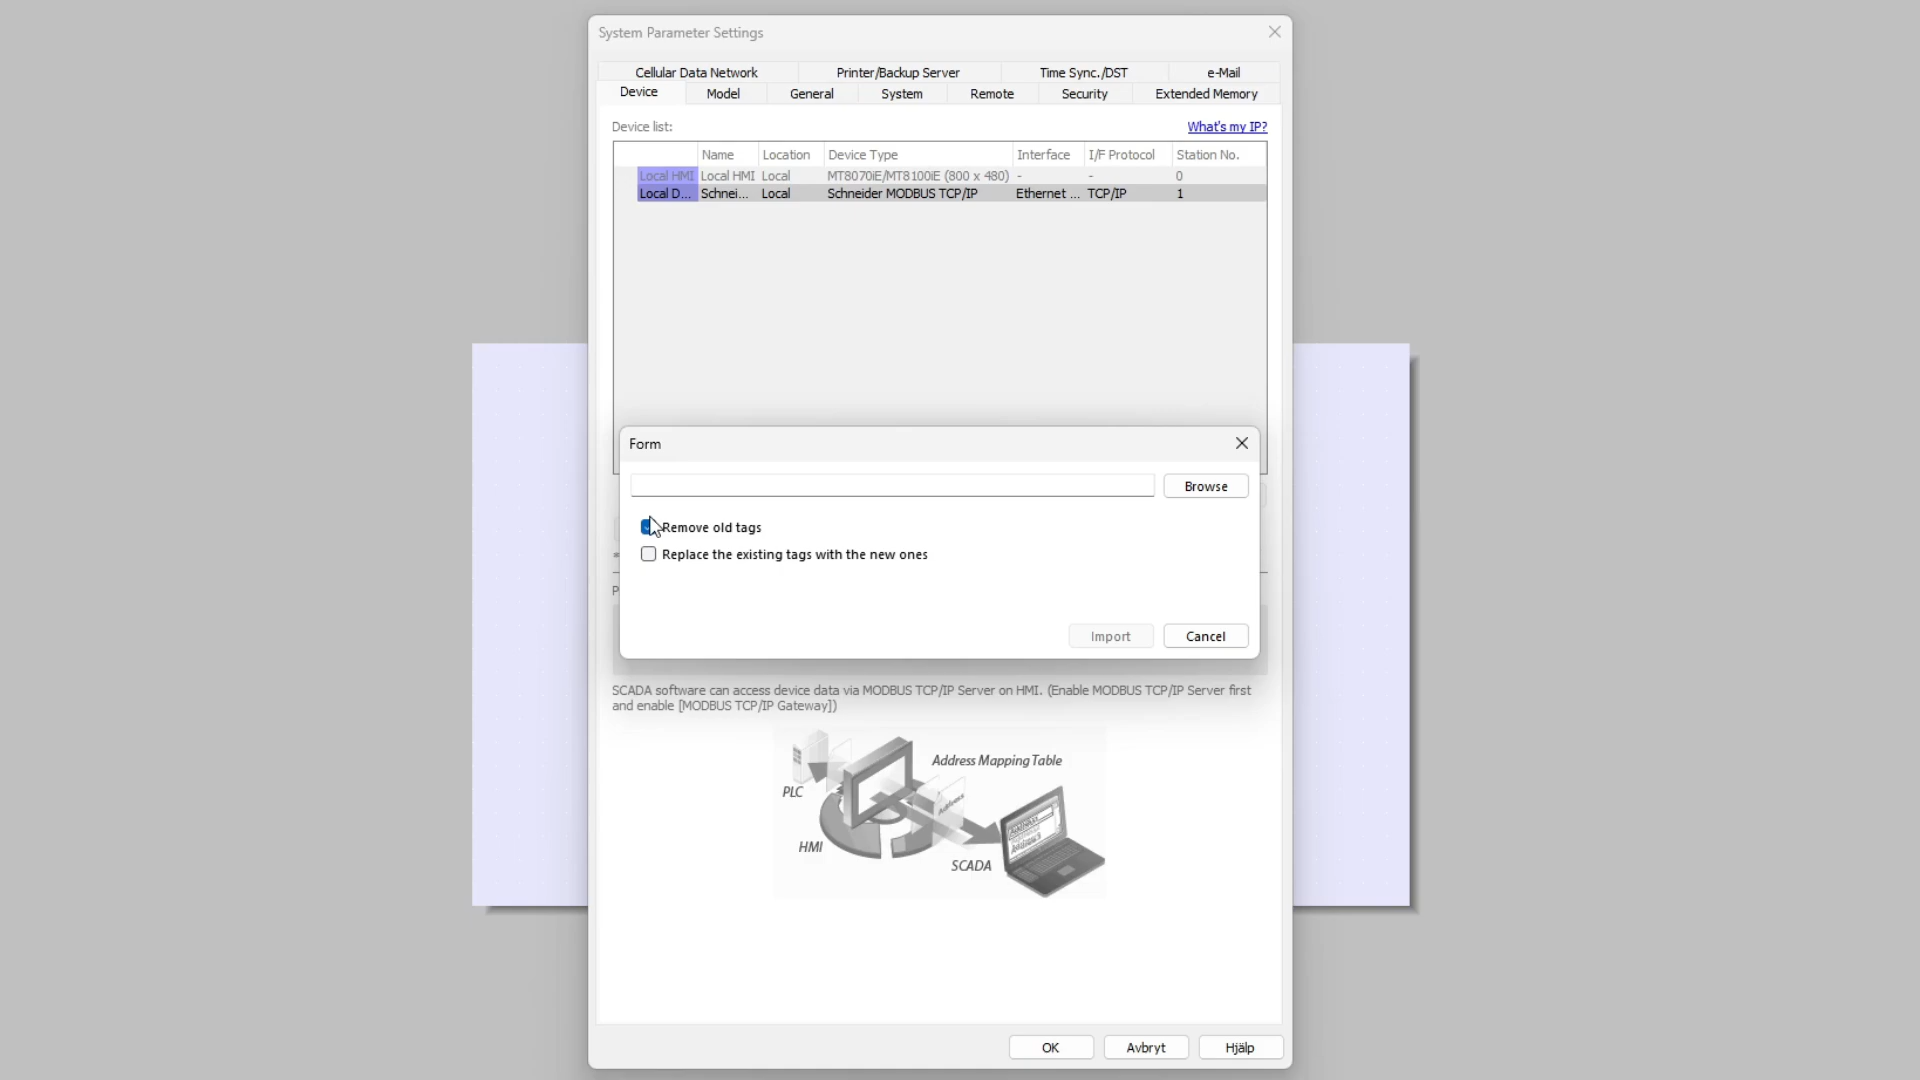 System Parameter Settings
Cellular Data Network Printer/Backup Server Time Sync./DST e-Mail
Device Model General System Remote Security Extended Memory
Device list: What's my IP?
Name Location Device Type Interface I/F Protocol Station No.
Local HMI Local HMI Local MT8070iE/MT8100iE (800 x 480) - - 0
Local D... Schnei... Local Schneider MODBUS TCP/IP Ethernet ... TCP/IP 1
Form
Browse
Remove old tags
Replace the existing tags with the new ones
Import Cancel
SCADA software can access device data via MODBUS TCP/IP Server on HMI. (Enable MODBUS TCP/IP Server first
and enable [MODBUS TCP/IP Gateway])
Address Mapping Table
PLC
HMI
SCADA
OK Avbryt Hjälp